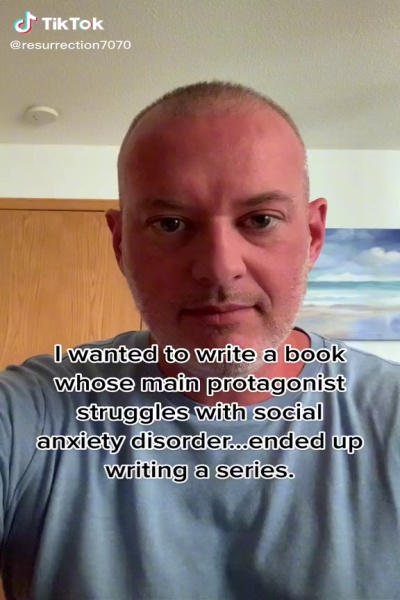 TikTok
@resurrection7070
I wanted to write a book
whose main protagonist
struggles with social
anxiety disorder...ended up
writing a series.